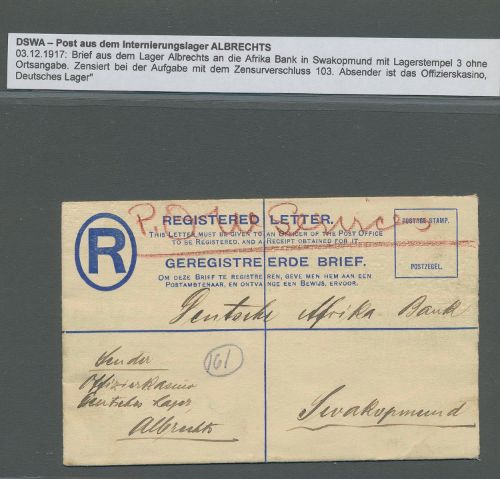 DSWA – Post aus dem Internierungslager ALBRECHTS
03.12.1917: Brief aus dem Lager Albrechts an die Afrika Bank in Swakopmund mit Lagerstempel 3 ohne
Ortsangabe. Zensiert bei der Aufgabe mit dem Zensurverschluss 103. Absender ist das Offizierskasino,
Deutsches Lager"
REGISTERED LETTER.
THIS LETTER MUST BE GIVEN TO AN OFFICER OF THE POST OFFICE
TO BE REGISTERED, AND A RECEIPT OBTAINED FOR IT.
POSTAGE STAMP.
R
GEREGISTREERDE BRIEF.
OM DEZE BRIEF TE REGISTREREN, GEVE MEN HEM AAN EEN
POSTAMBTENAAR, EN ONTVANGE EEN BEWIJS, ERVOOR.
POSTZEGEL.
Deutsche Afrika Bank
Swakopmund
161
Sender
Offizierkasino
Deutsches Lager,
Albrechts